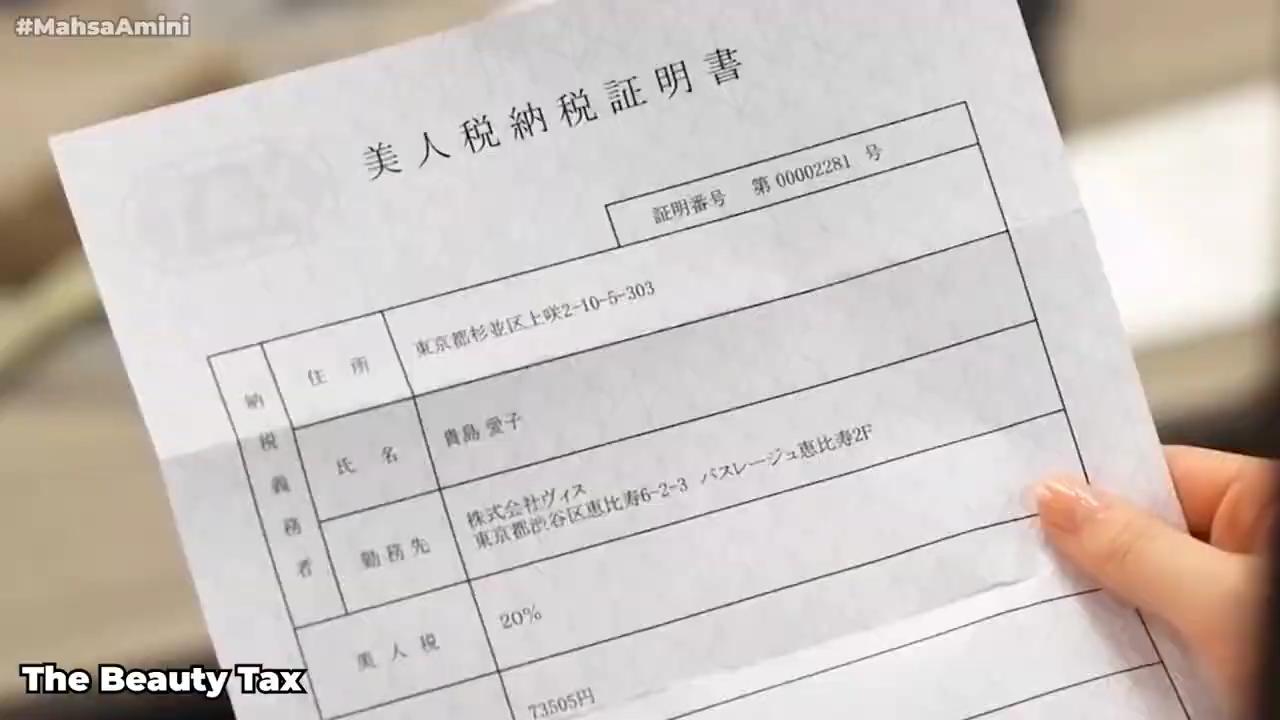 #MahsaAmini
美人税納税証明書
証明番号 第 00002281 号
納税義務者
住所 東京都杉並区上咲2-10-5-303
氏名 貴島 愛子
勤務先 株式会社ヴィス
東京都渋谷区恵比寿6-2-3 パスレージュ恵比寿2F
美人税 20%
73505円
The Beauty Tax